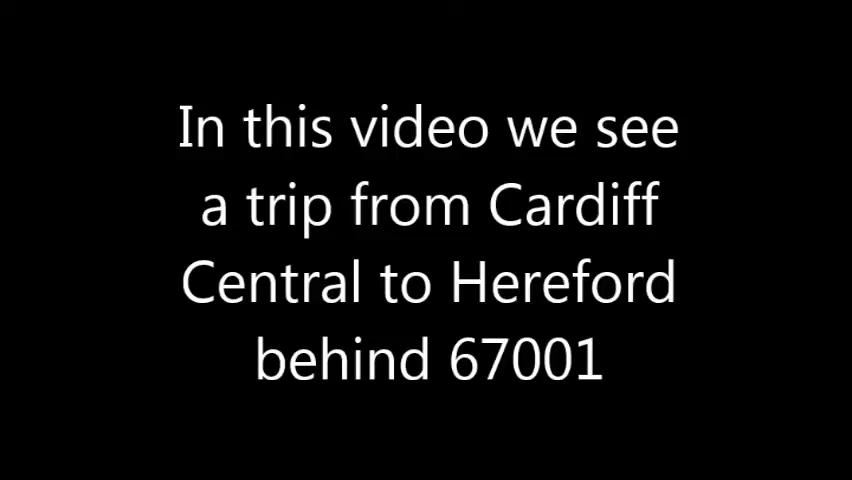 In this video we see
a trip from Cardiff
Central to Hereford
behind 67001